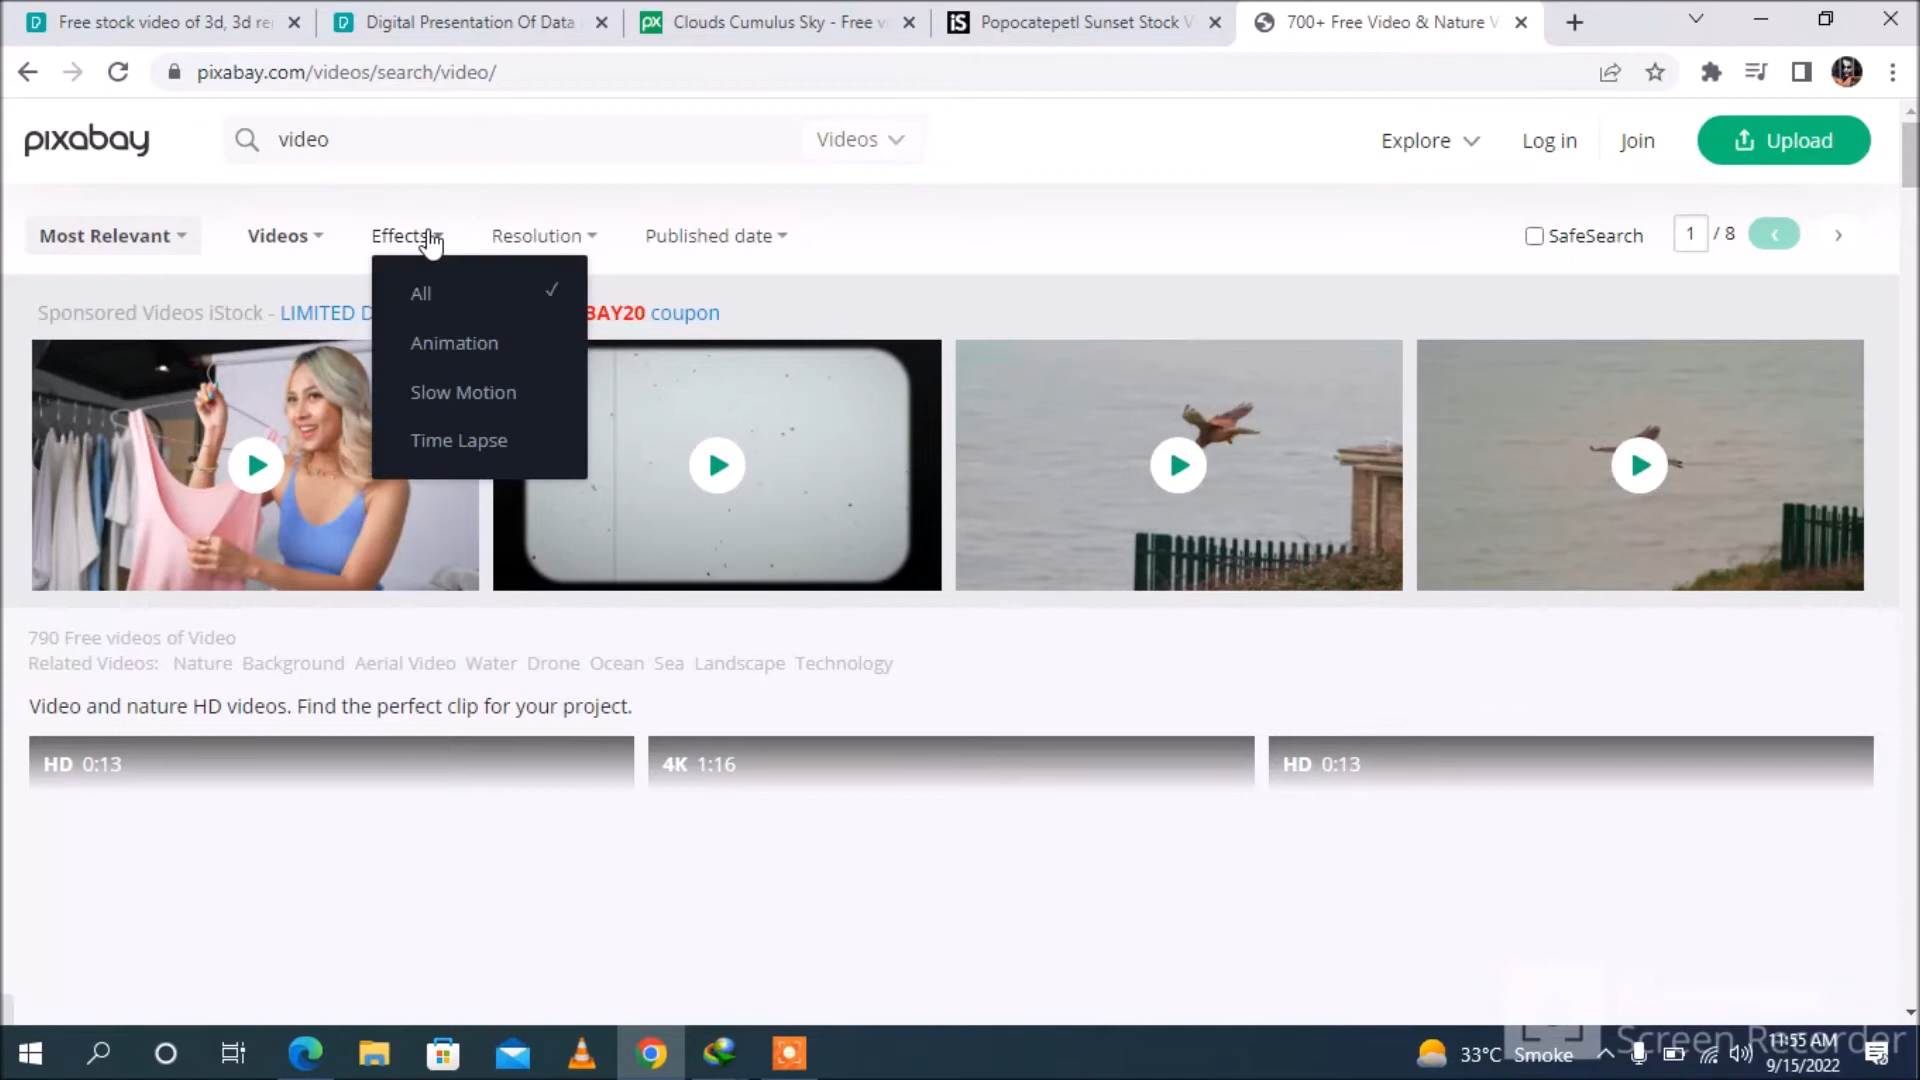 Free stock video of 3d, 3d re
Digital Presentation Of Data
px Clouds Cumulus Sky - Free v
iS Popocatepetl Sunset Stock V
700+ Free Video & Nature V
pixabay.com/videos/search/video/
pixabay
video
Videos
Explore
Log in
Join
Upload
Most Relevant
Videos
Effects
Resolution
Published date
SafeSearch
1 / 8
All
Animation
Slow Motion
Time Lapse
Sponsored Videos iStock - LIMITED D
BAY20 coupon
790 Free videos of Video
Related Videos: Nature Background Aerial Video Water Drone Ocean Sea Landscape Technology
Video and nature HD videos. Find the perfect clip for your project.
HD 0:13
4K 1:16
HD 0:13
33°C Smoke
11:55 AM
9/15/2022
Screen Recorder